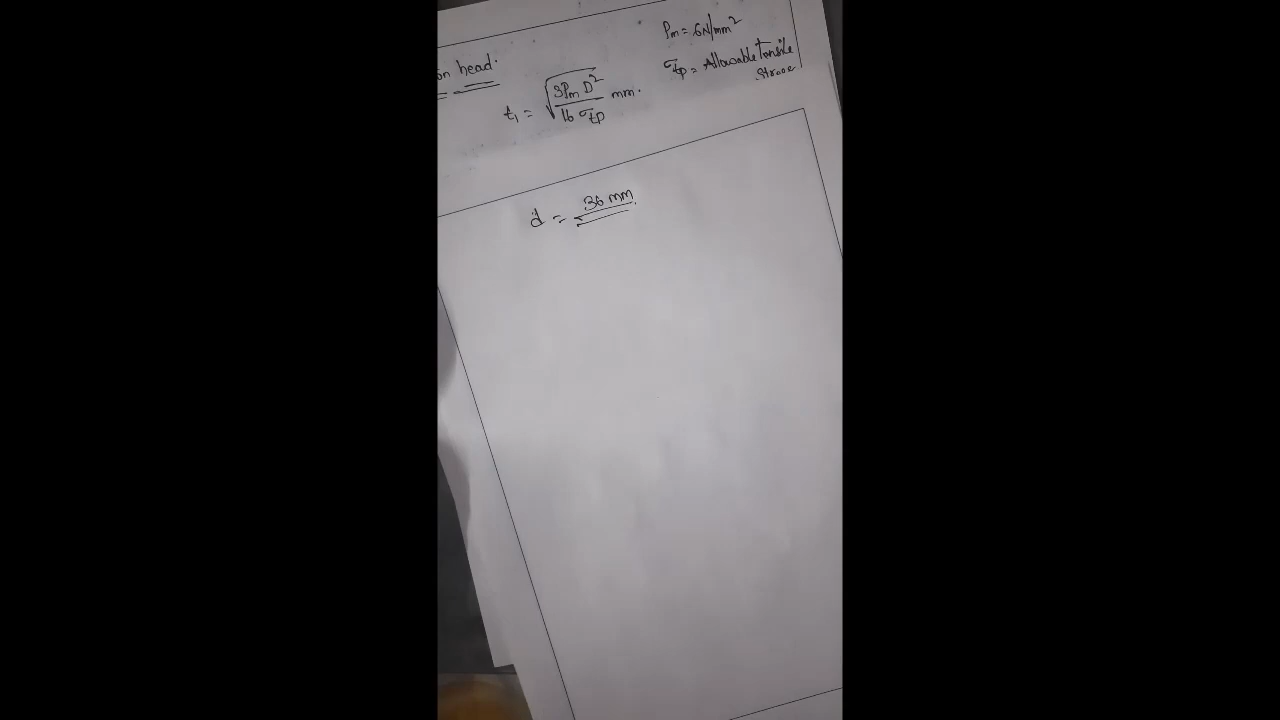 on head.
Pm = 6N/mm²
t₁ = √(3Pm D² / 16 σtp) mm.
σtp = Allowable Tensile
Stress
d = 36 mm